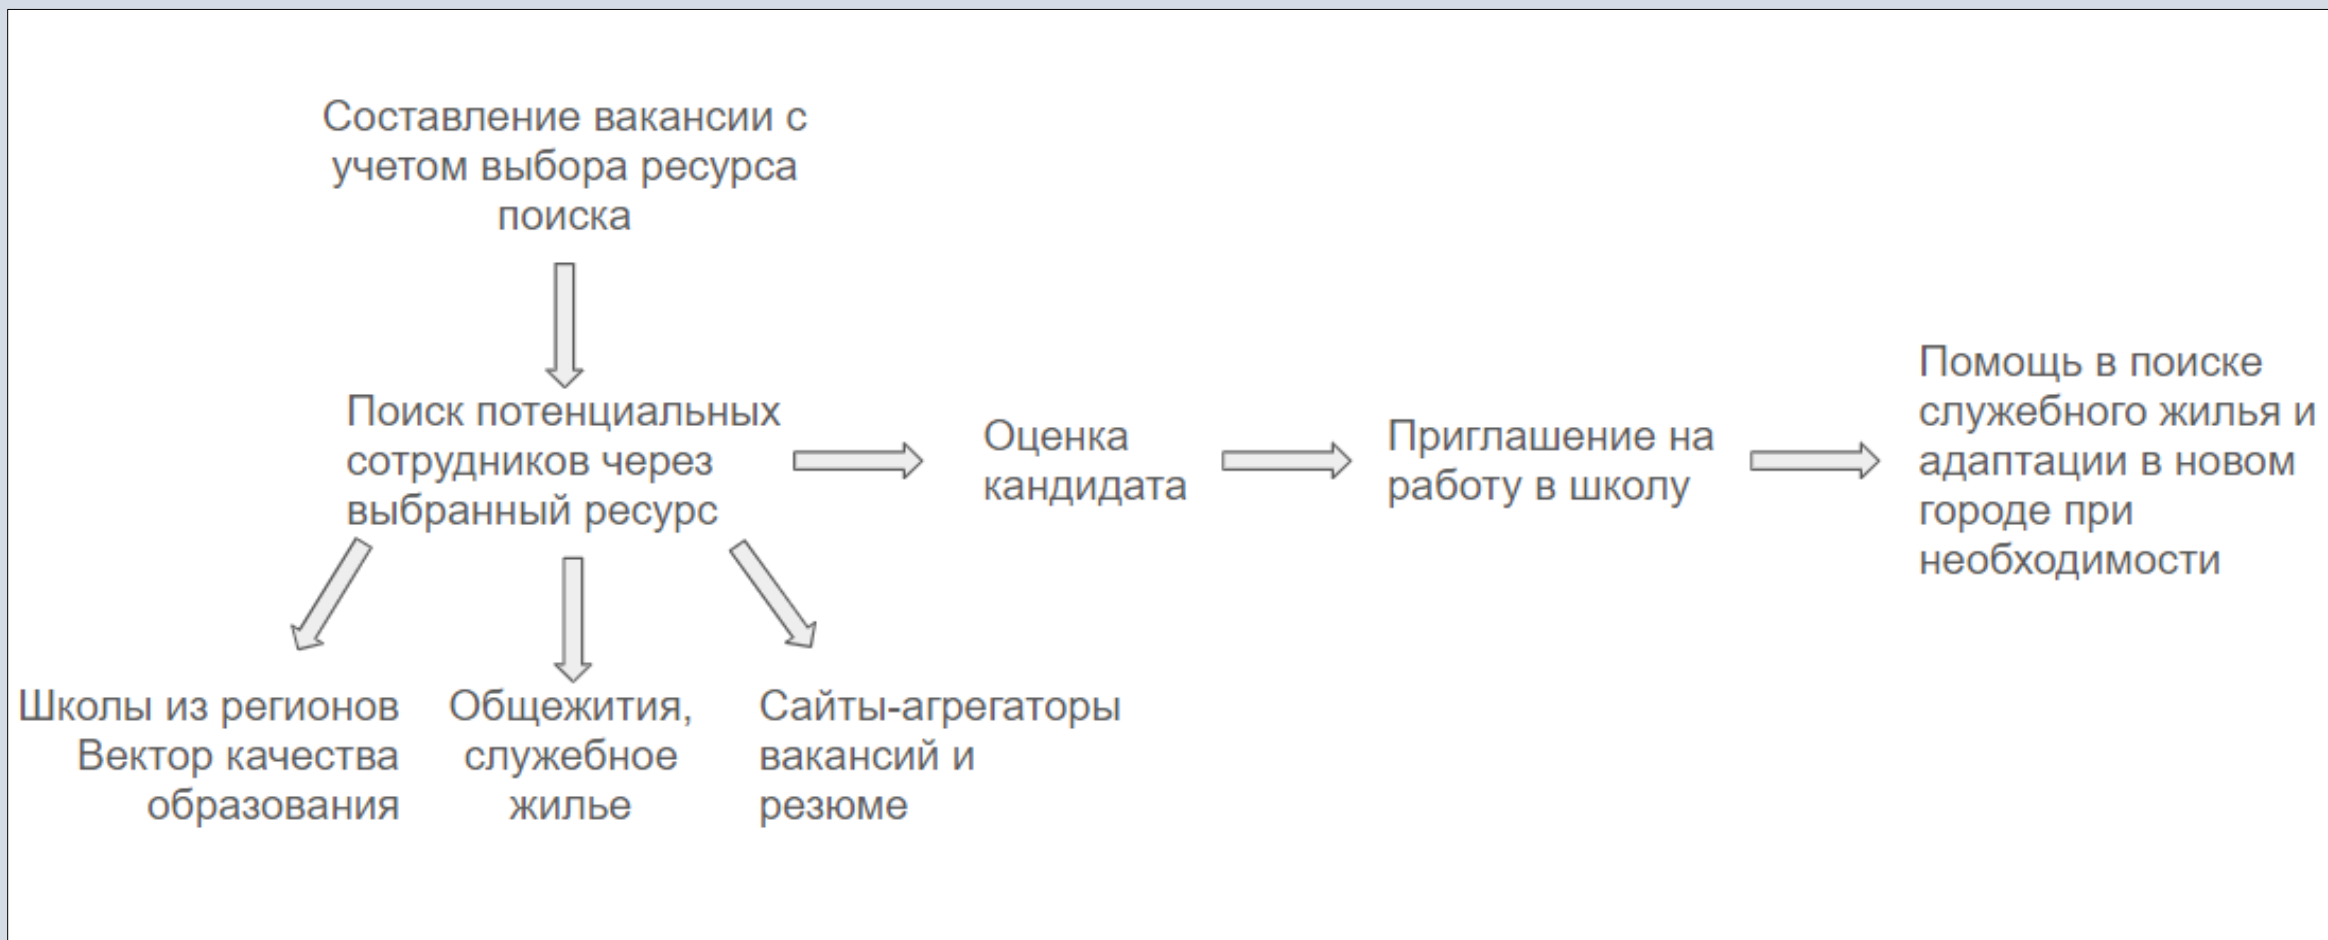 Составление вакансии с
учетом выбора ресурса
поиска
Поиск потенциальных
сотрудников через
выбранный ресурс
Оценка
кандидата
Приглашение на
работу в школу
Помощь в поиске
служебного жилья и
адаптации в новом
городе при
необходимости
Школы из регионов
Вектор качества
образования
Общежития,
служебное
жилье
Сайты-агрегаторы
вакансий и
резюме